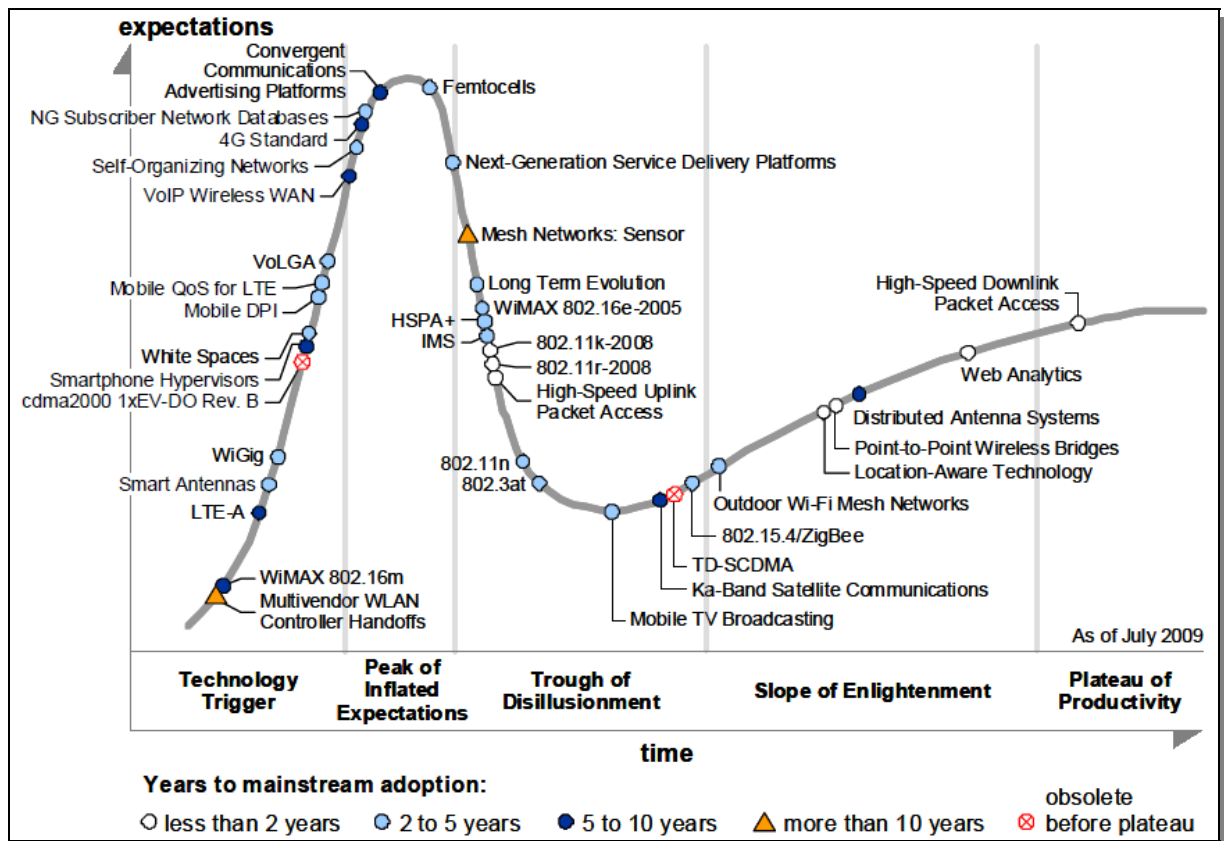 expectations
Convergent
Communications
Advertising Platforms
Femtocells
NG Subscriber Network Databases
4G Standard
Self-Organizing Networks
Next-Generation Service Delivery Platforms
VoIP Wireless WAN
Mesh Networks: Sensor
VoLGA
Mobile QoS for LTE
Mobile DPI
Long Term Evolution
WiMAX 802.16e-2005
HSPA+
IMS
802.11k-2008
802.11r-2008
High-Speed Uplink
Packet Access
High-Speed Downlink
Packet Access
White Spaces
Smartphone Hypervisors
cdma2000 1xEV-DO Rev. B
Web Analytics
Distributed Antenna Systems
Point-to-Point Wireless Bridges
Location-Aware Technology
WiGig
Smart Antennas
LTE-A
802.11n
802.3at
Outdoor Wi-Fi Mesh Networks
802.15.4/ZigBee
TD-SCDMA
Ka-Band Satellite Communications
Mobile TV Broadcasting
WiMAX 802.16m
Multivendor WLAN
Controller Handoffs
As of July 2009
Technology
Trigger
Peak of
Inflated
Expectations
Trough of
Disillusionment
Slope of Enlightenment
Plateau of
Productivity
time
Years to mainstream adoption:
less than 2 years
2 to 5 years
5 to 10 years
more than 10 years
obsolete
before plateau